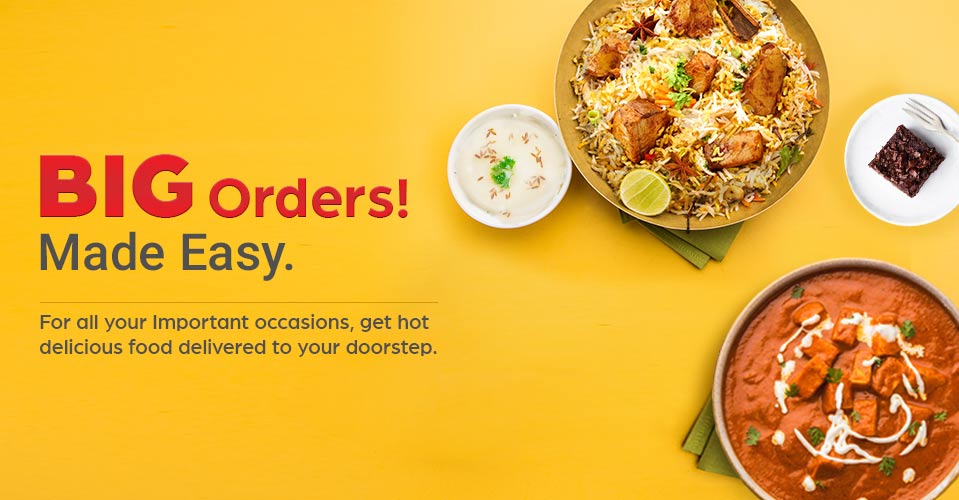 BIG Orders!
Made Easy.
For all your Important occasions, get hot
delicious food delivered to your doorstep.